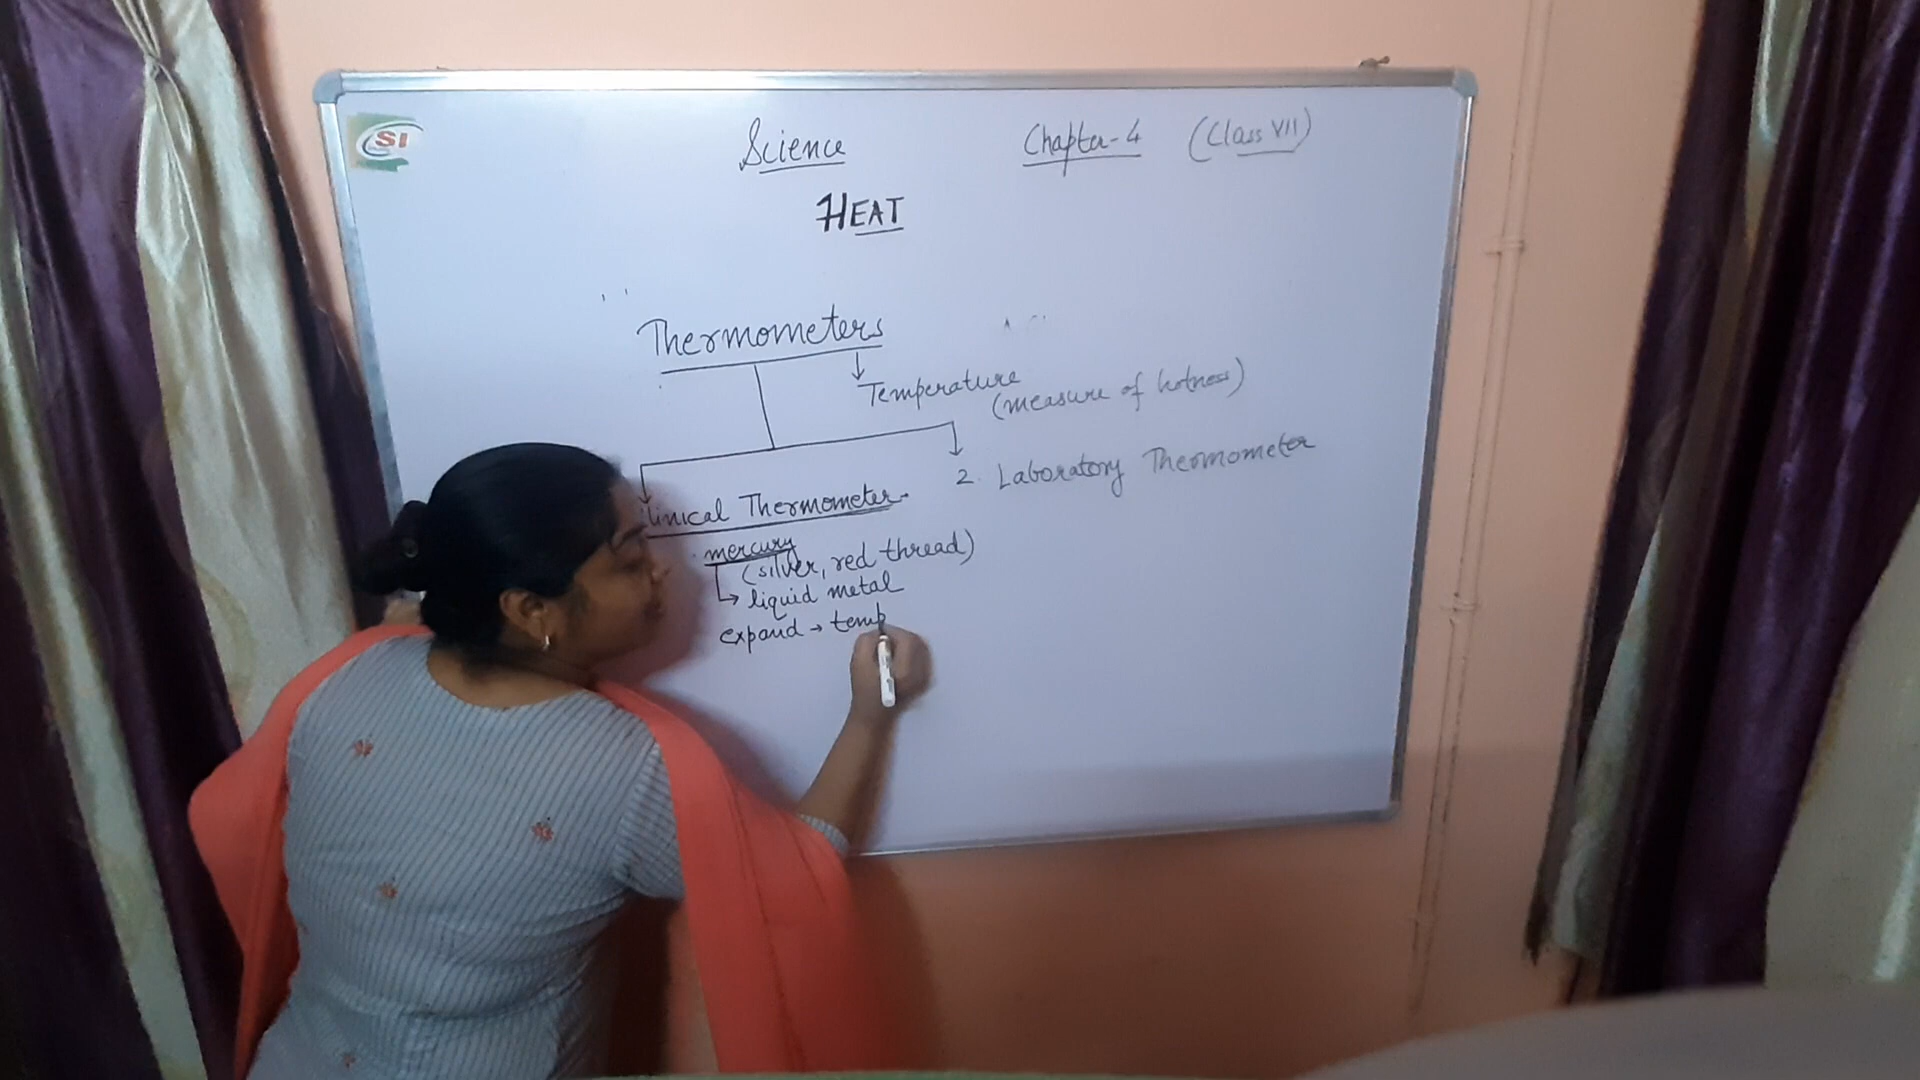 SI
Science Chapter-4 (Class VII)
HEAT
Thermometers
Temperature
(measure of hotness)
2. Laboratory Thermometer
linical Thermometer
mercury
(silver, red thread)
liquid metal
expand → temp